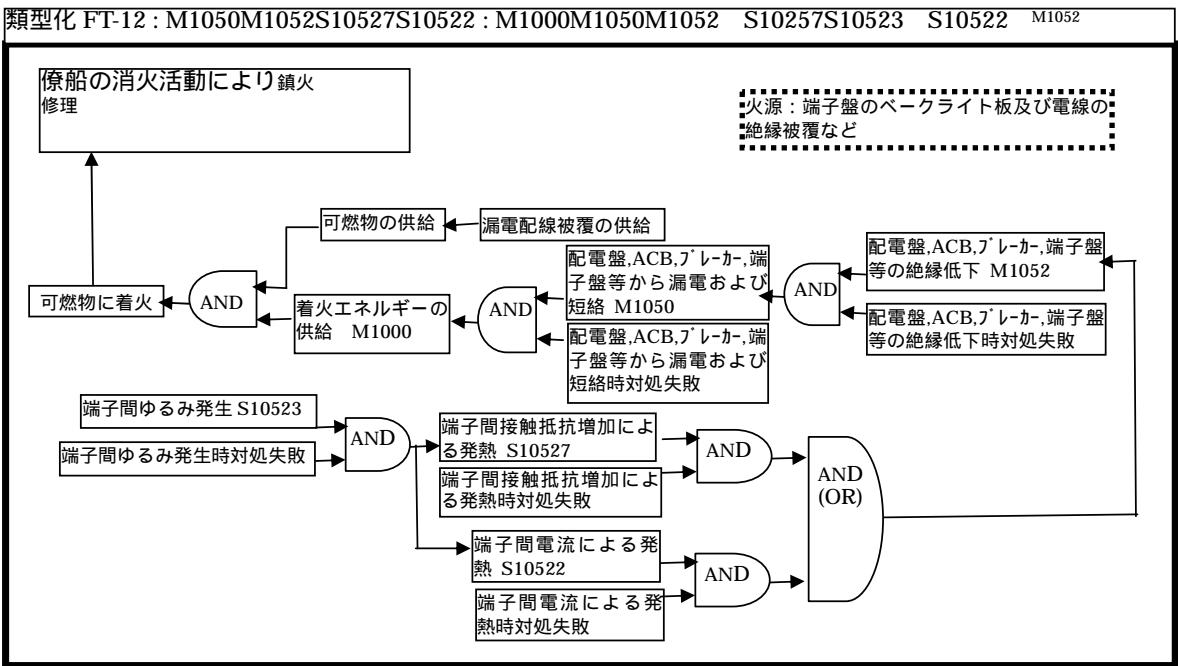 類型化 FT-12 : M1050M1052S10527S10522 : M1000M1050M1052　S10257S10523　S10522　M1052
僚船の消火活動により鎮火
修理
火源：端子盤のベークライト板及び電線の
絶縁被覆など
可燃物の供給
漏電配線被覆の供給
配電盤,ACB,ﾌﾞﾚｰｶｰ,端
子盤等から漏電および
短絡 M1050
配電盤,ACB,ﾌﾞﾚｰｶｰ,端子盤
等の絶縁低下 M1052
可燃物に着火
AND
着火エネルギーの
供給　M1000
AND
AND
配電盤,ACB,ﾌﾞﾚｰｶｰ,端
子盤等から漏電および
短絡時対処失敗
配電盤,ACB,ﾌﾞﾚｰｶｰ,端子盤
等の絶縁低下時対処失敗
端子間ゆるみ発生 S10523
端子間ゆるみ発生時対処失敗
AND
端子間接触抵抗増加によ
る発熱 S10527
端子間接触抵抗増加によ
る発熱時対処失敗
AND
AND
(OR)
端子間電流による発
熱 S10522
端子間電流による発
熱時対処失敗
AND